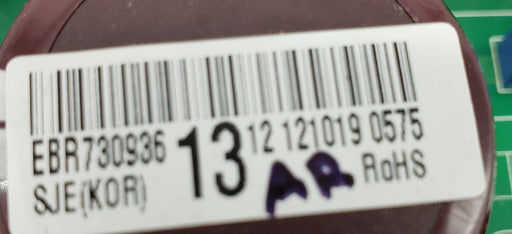 EBR730936 13 12 121019 0575
SJE(KOR) AR RoHS